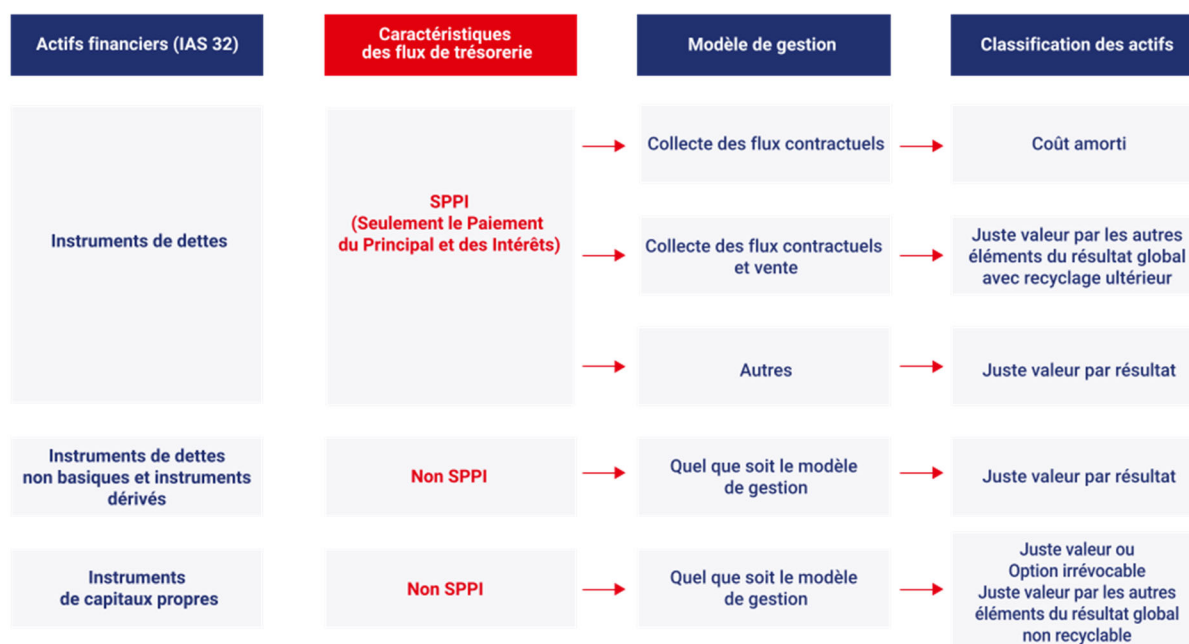 Actifs financiers (IAS 32)
Caractéristiques
des flux de trésorerie
Modèle de gestion
Classification des actifs
Instruments de dettes
SPPI
(Seulement le Paiement
du Principal et des Intérêts)
Collecte des flux contractuels
Coût amorti
Collecte des flux contractuels
et vente
Juste valeur par les autres
éléments du résultat global
avec recyclage ultérieur
Autres
Juste valeur par résultat
Instruments de dettes
non basiques et instruments
dérivés
Non SPPI
Quel que soit le modèle
de gestion
Juste valeur par résultat
Instruments
de capitaux propres
Non SPPI
Quel que soit le modèle
de gestion
Juste valeur ou
Option irrévocable
Juste valeur par les autres
éléments du résultat global
non recyclable